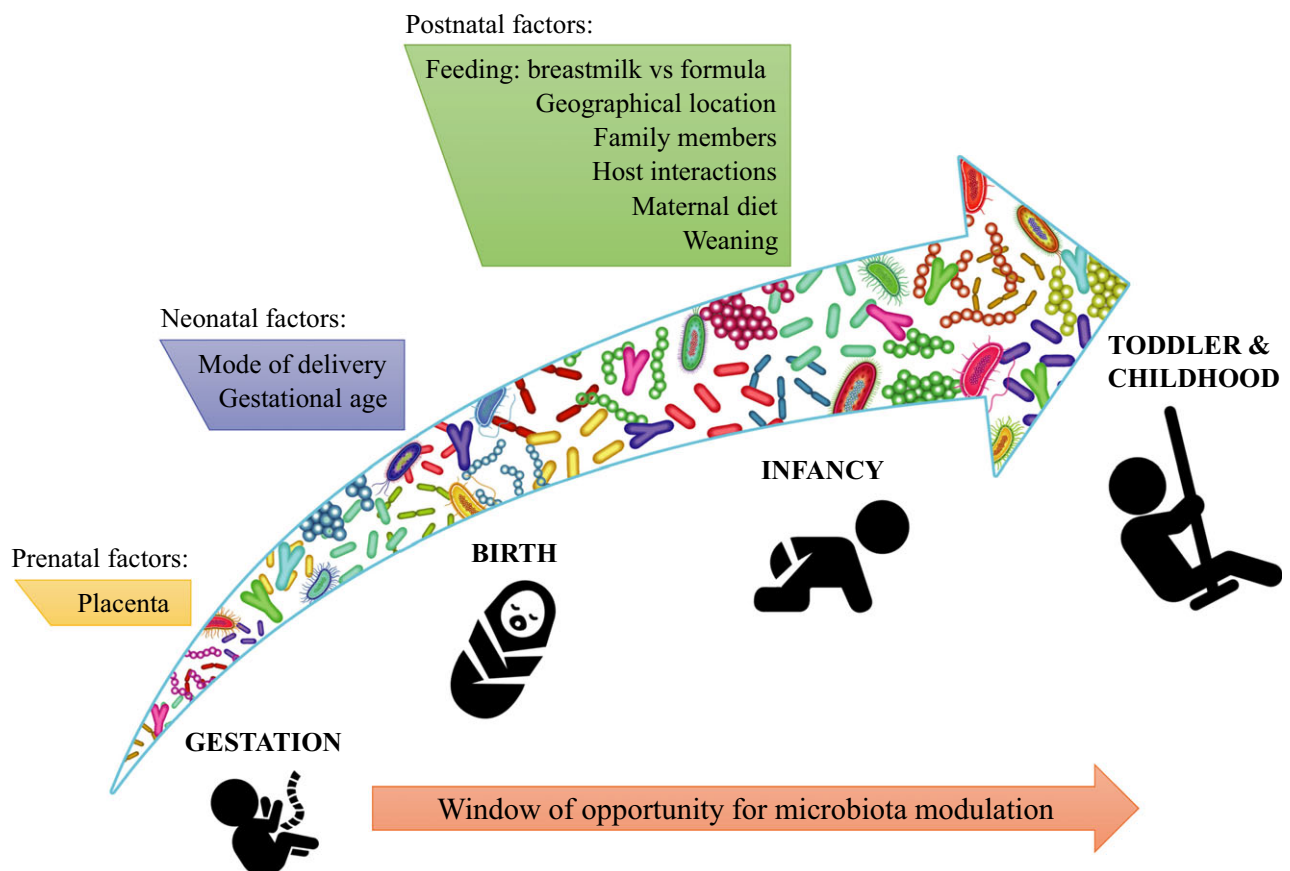 Postnatal factors:
Feeding: breastmilk vs formula
Geographical location
Family members
Host interactions
Maternal diet
Weaning
Neonatal factors:
Mode of delivery
Gestational age
Prenatal factors:
Placenta
GESTATION
BIRTH
INFANCY
TODDLER &
CHILDHOOD
Window of opportunity for microbiota modulation